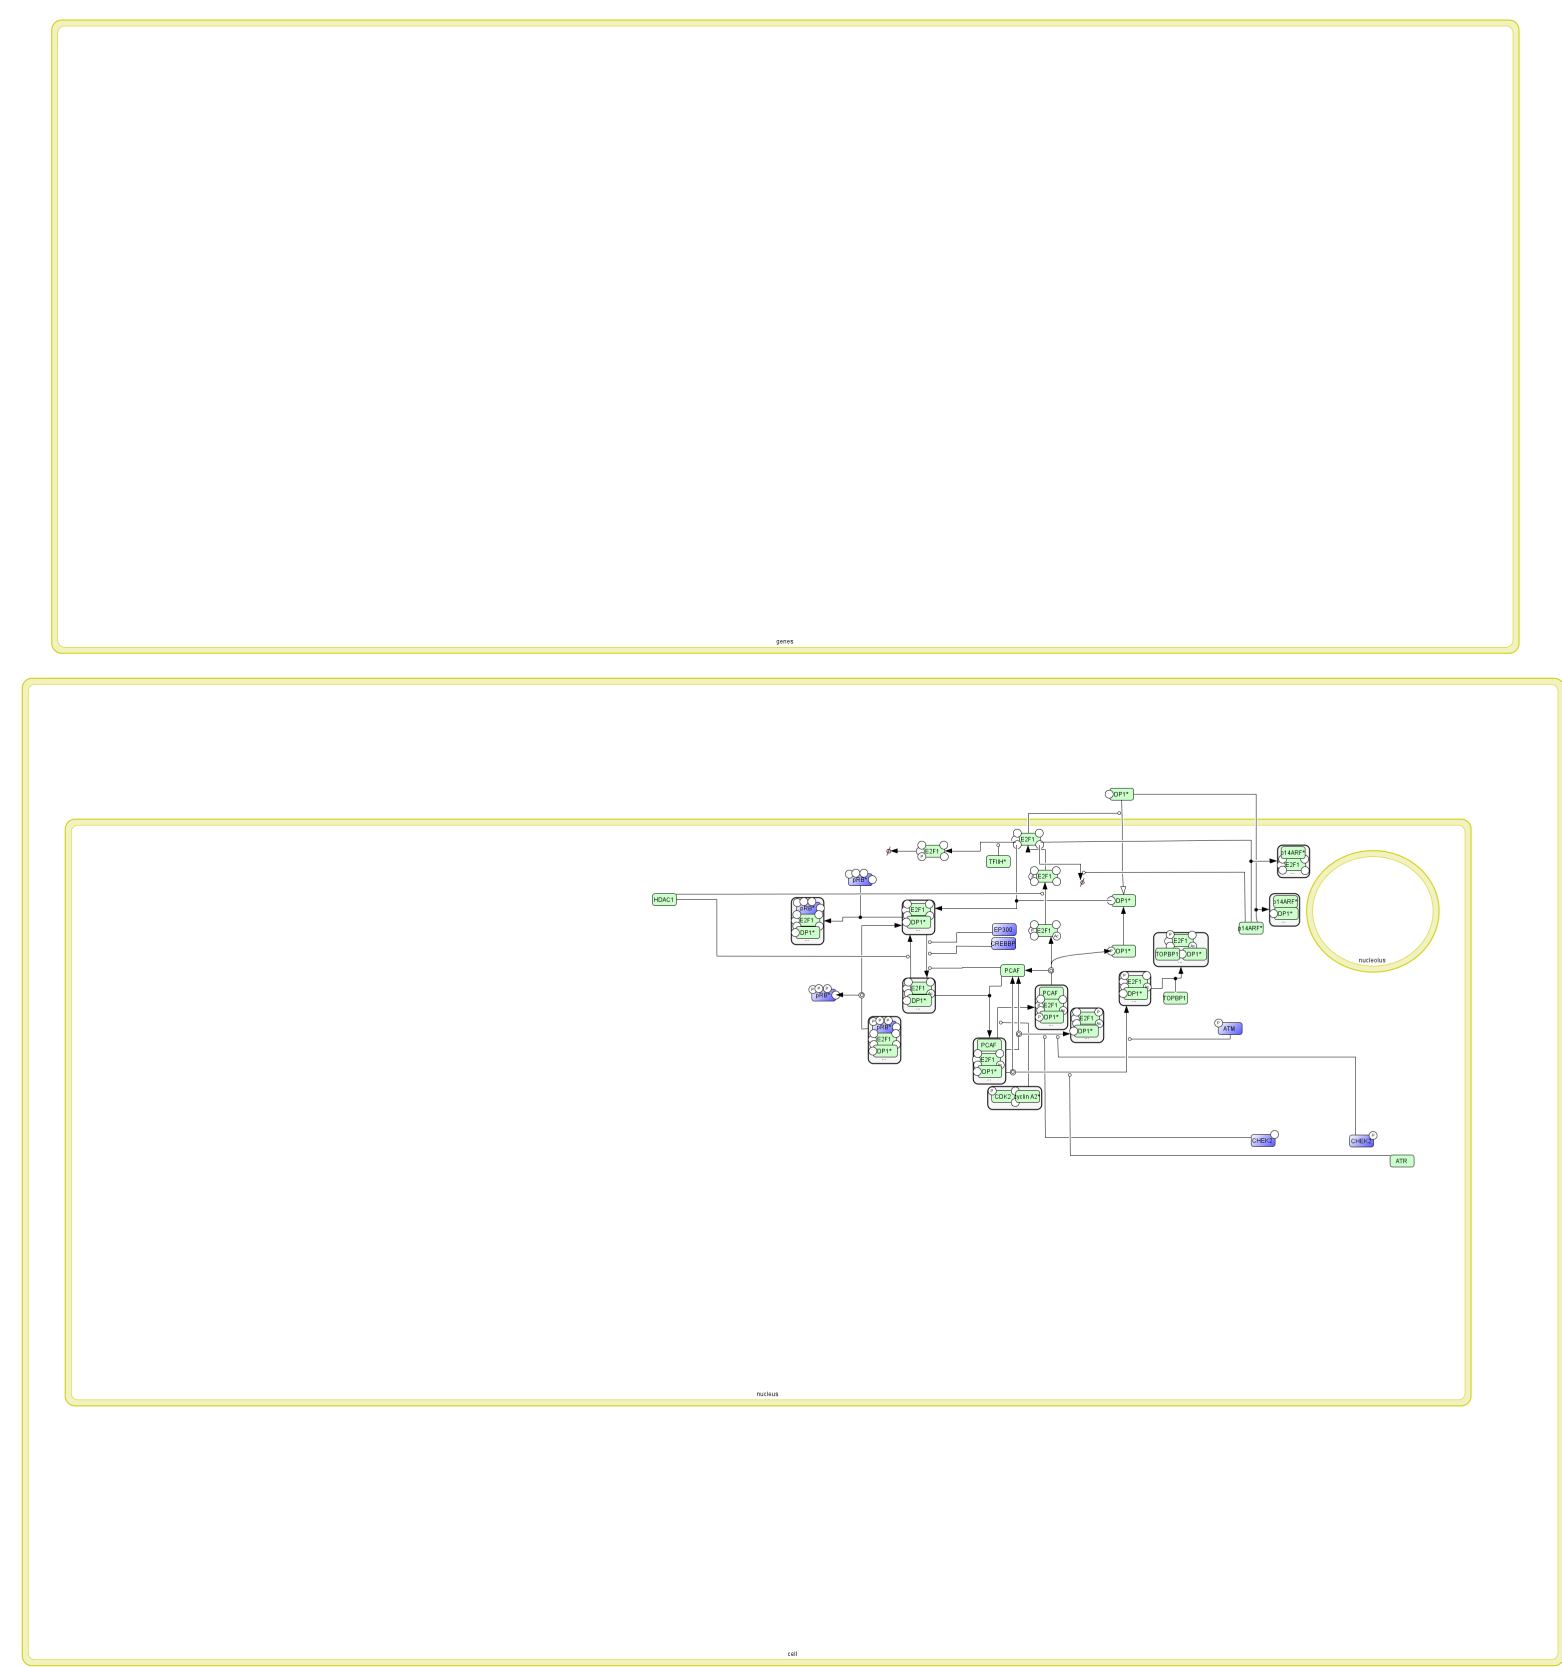 genes
DP1*
E2F1
E2F1
p14ARF*
E2F1
TFIIH*
E2F1
pRB*
HDAC1
DP1*
p14ARF*
DP1*
pRB*
E2F1
DP1*
E2F1
DP1*
EP300
CREBBP
E2F1
p14ARF*
E2F1
TOPBP1
DP1*
DP1*
nucleolus
PCAF
E2F1
DP1*
E2F1
DP1*
PCAF
E2F1
DP1*
TOPBP1
pRB*
E2F1
DP1*
ATM
pRB*
E2F1
DP1*
PCAF
E2F1
DP1*
CDK2
cyclin A2*
CHEK2
CHEK2
ATR
nucleus
cell